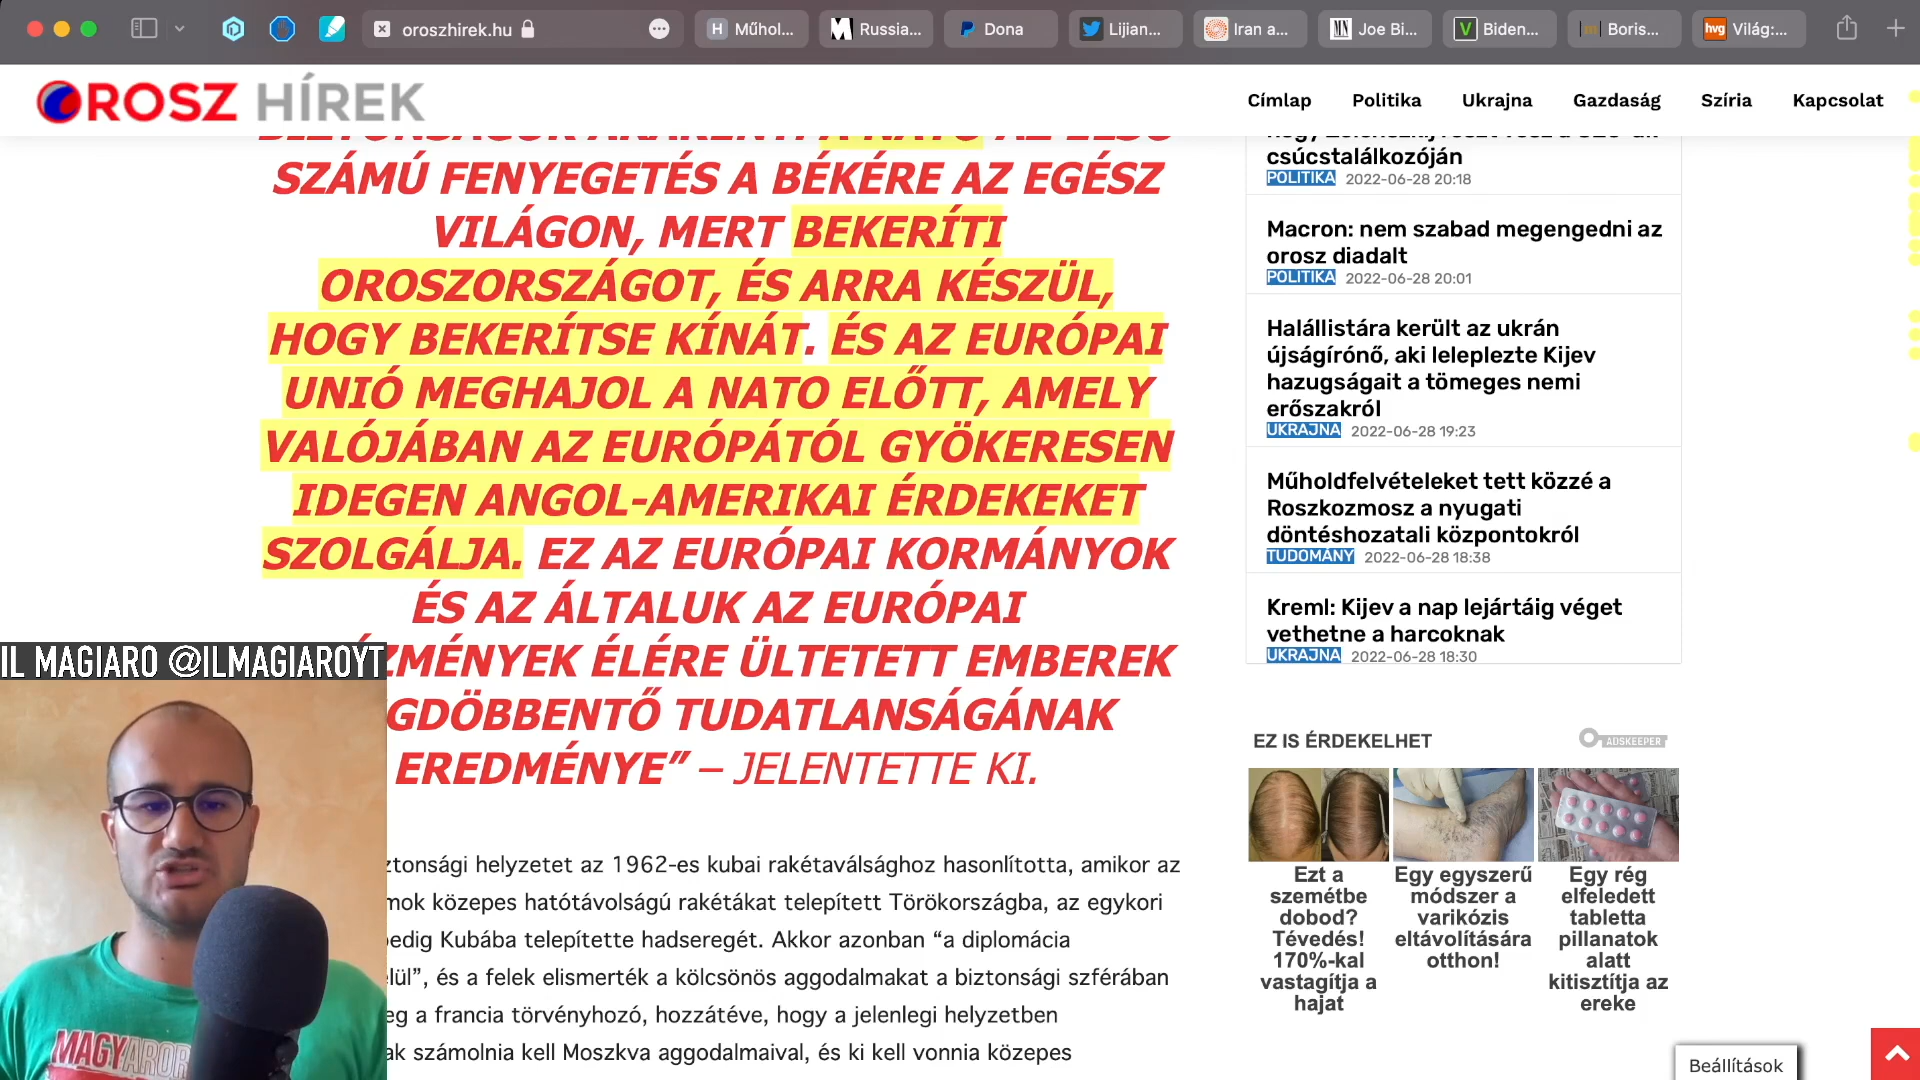 oroszhirek.hu
H Műhol...
Russia...
Dona
Lijian...
Iran a...
Joe Bi...
V Biden...
m Boris...
hvg Világ:...
OROSZ HÍREK
Címlap
Politika
Ukrajna
Gazdaság
Szíria
Kapcsolat
SZÁMÚ FENYEGETÉS A BÉKÉRE AZ EGÉSZ
VILÁGON, MERT BEKERÍTI
OROSZORSZÁGOT, ÉS ARRA KÉSZÜL,
HOGY BEKERÍTSE KÍNÁT. ÉS AZ EURÓPAI
UNIÓ MEGHAJOL A NATO ELŐTT, AMELY
VALÓJÁBAN AZ EURÓPÁTÓL GYÖKERESEN
IDEGEN ANGOL-AMERIKAI ÉRDEKEKET
SZOLGÁLJA. EZ AZ EURÓPAI KORMÁNYOK
ÉS AZ ÁLTALUK AZ EURÓPAI
ZMÉNYEK ÉLÉRE ÜLTETETT EMBEREK
GDÖBBENTŐ TUDATLANSÁGÁNAK
EREDMÉNYE” – JELENTETTE KI.
IL MAGIARO @ILMAGIAROYT
MAGYAROR
ztonsági helyzetet az 1962-es kubai rakétaválsághoz hasonlította, amikor az
mok közepes hatótávolságú rakétákat telepített Törökországba, az egykori
pedig Kubába telepítette hadseregét. Akkor azonban “a diplomácia
elül”, és a felek elismerték a kölcsönös aggodalmakat a biztonsági szférában
eg a francia törvényhozó, hozzátéve, hogy a jelenlegi helyzetben
ak számolnia kell Moszkva aggodalmaival, és ki kell vonnia közepes
csúcstalálkozóján
POLITIKA 2022-06-28 20:18
Macron: nem szabad megengedni az
orosz diadalt
POLITIKA 2022-06-28 20:01
Halállistára került az ukrán
újságírónő, aki leleplezte Kijev
hazugságait a tömeges nemi
erőszakról
UKRAJNA 2022-06-28 19:23
Műholdfelvételeket tett közzé a
Roszkozmosz a nyugati
döntéshozatali központokról
TUDOMÁNY 2022-06-28 18:38
Kreml: Kijev a nap lejártáig véget
vethetne a harcoknak
UKRAJNA 2022-06-28 18:30
EZ IS ÉRDEKELHET
ADSKEEPER
Ezt a
szemétbe
dobod?
Tévedés!
170%-kal
vastagítja a
hajat
Egy egyszerű
módszer a
varikózis
eltávolítására
otthon!
Egy rég
elfeledett
tabletta
pillanatok
alatt
kitisztítja az
ereke
Beállítások